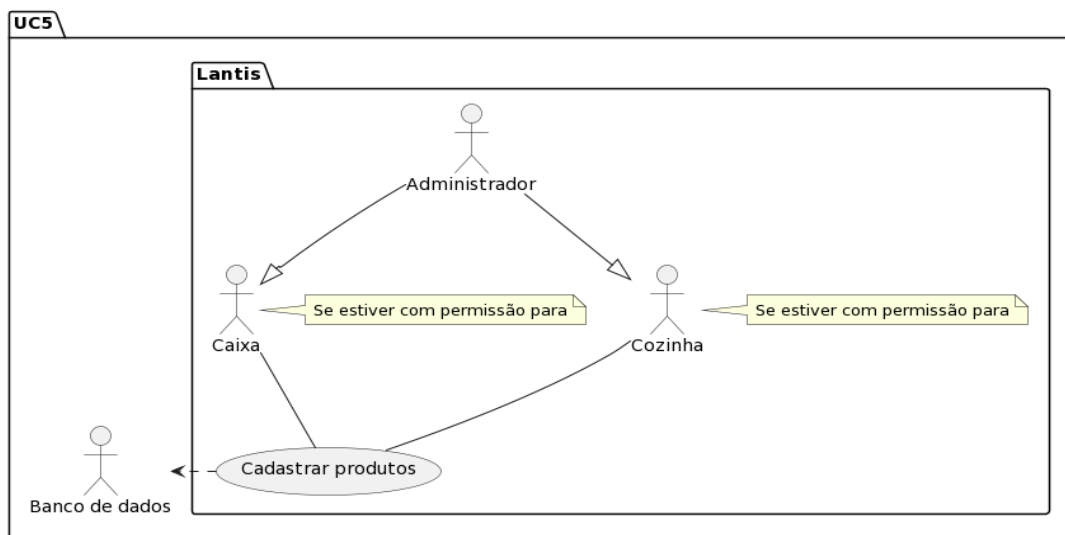 UC5
Lantis
Administrador
Se estiver com permissão para
Se estiver com permissão para
Caixa
Cozinha
Cadastrar produtos
Banco de dados